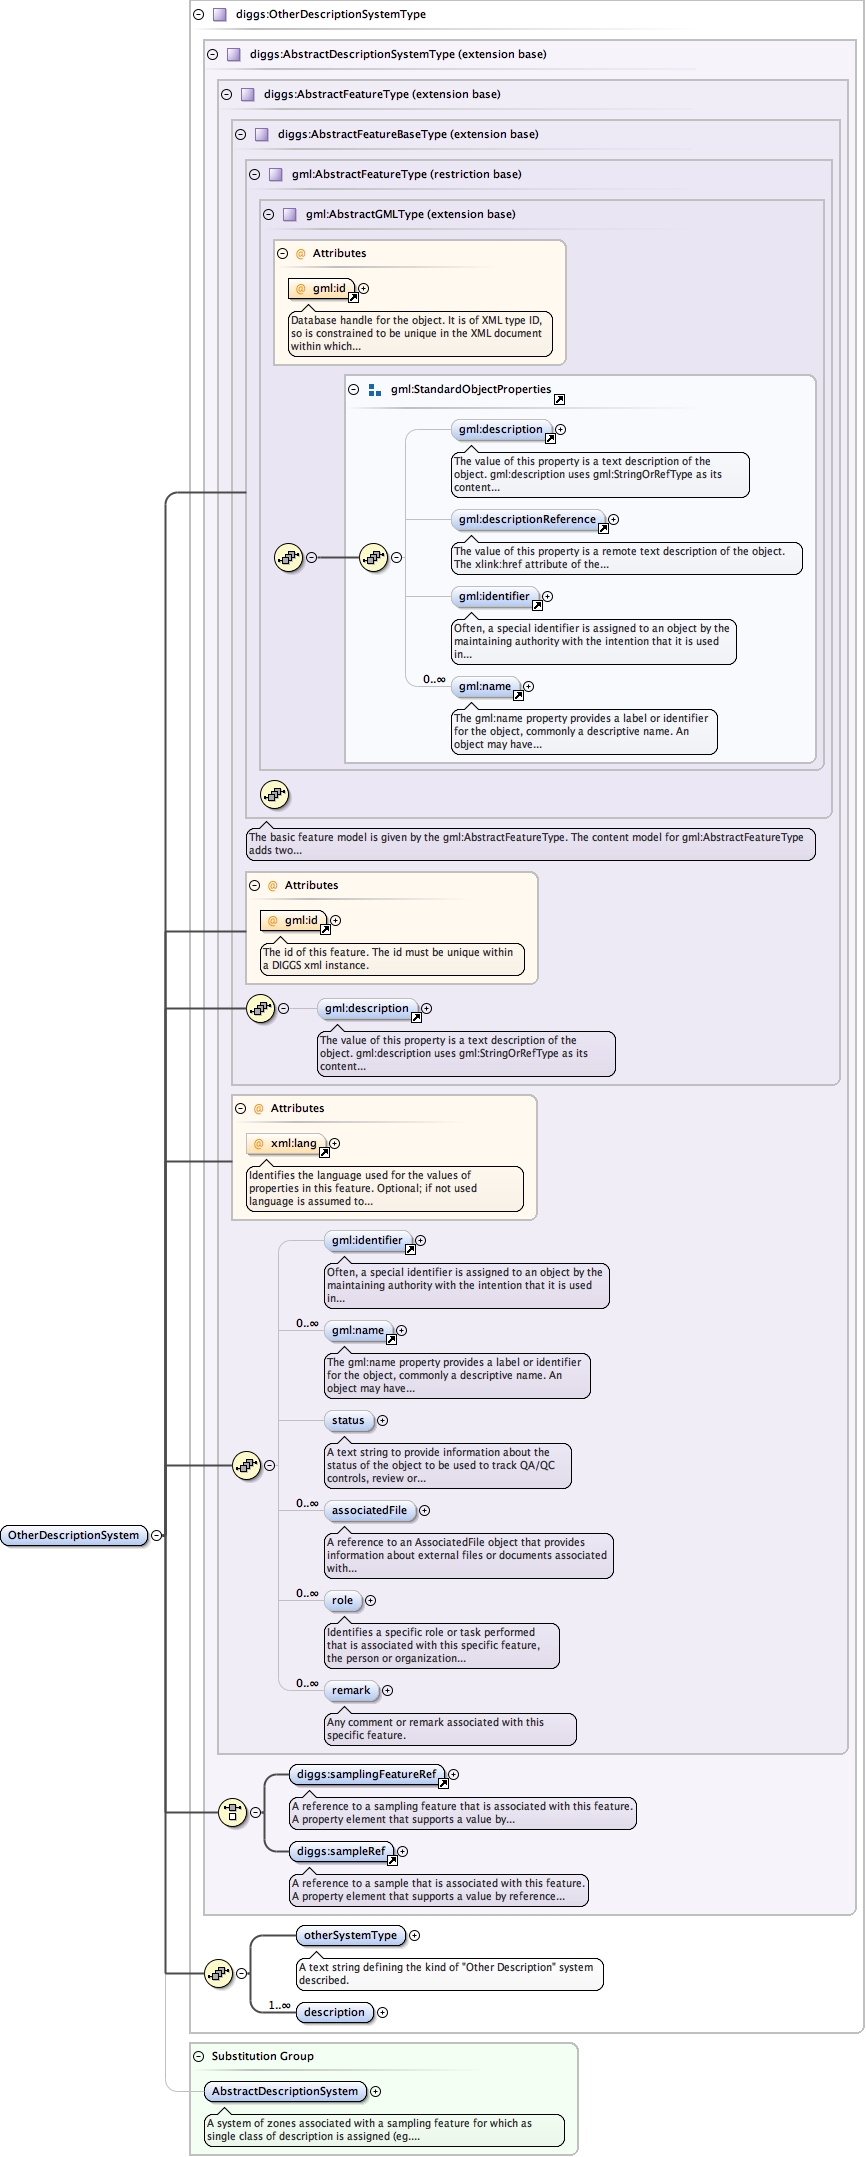 diggs:OtherDescriptionSystemType
diggs:AbstractDescriptionSystemType (extension base)
diggs:AbstractFeatureType (extension base)
diggs:AbstractFeatureBaseType (extension base)
gml:AbstractFeatureType (restriction base)
gml:AbstractGMLType (extension base)
@ Attributes
@ gml:id
Database handle for the object. It is of XML type ID,
so is constrained to be unique in the XML document
within which...
gml:StandardObjectProperties
gml:description
The value of this property is a text description of the
object. gml:description uses gml:StringOrRefType as its
content...
gml:descriptionReference
The value of this property is a remote text description of the object.
The xlink:href attribute of the...
gml:identifier
Often, a special identifier is assigned to an object by the
maintaining authority with the intention that it is used
in...
0..∞ gml:name
The gml:name property provides a label or identifier
for the object, commonly a descriptive name. An
object may have...
The basic feature model is given by the gml:AbstractFeatureType. The content model for gml:AbstractFeatureType
adds two...
@ Attributes
@ gml:id
The id of this feature. The id must be unique within
a DIGGS xml instance.
gml:description
The value of this property is a text description of the
object. gml:description uses gml:StringOrRefType as its
content...
@ Attributes
@ xml:lang
Identifies the language used for the values of
properties in this feature. Optional; if not used
language is assumed to...
gml:identifier
Often, a special identifier is assigned to an object by the
maintaining authority with the intention that it is used
in...
0..∞ gml:name
The gml:name property provides a label or identifier
for the object, commonly a descriptive name. An
object may have...
status
A text string to provide information about the
status of the object to be used to track QA/QC
controls, review or...
0..∞ associatedFile
OtherDescriptionSystem
A reference to an AssociatedFile object that provides
information about external files or documents associated
with...
0..∞ role
Identifies a specific role or task performed
that is associated with this specific feature,
the person or organization...
0..∞ remark
Any comment or remark associated with this
specific feature.
diggs:samplingFeatureRef
A reference to a sampling feature that is associated with this feature.
A property element that supports a value by...
diggs:sampleRef
A reference to a sample that is associated with this feature.
A property element that supports a value by reference...
otherSystemType
A text string defining the kind of "Other Description" system
described.
1..∞ description
Substitution Group
AbstractDescriptionSystem
A system of zones associated with a sampling feature for which as
single class of description is assigned (eg....